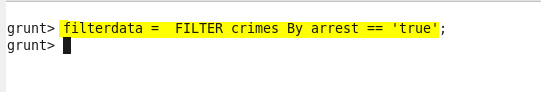 grunt> filterdata =  FILTER crimes By arrest == 'true';
grunt>